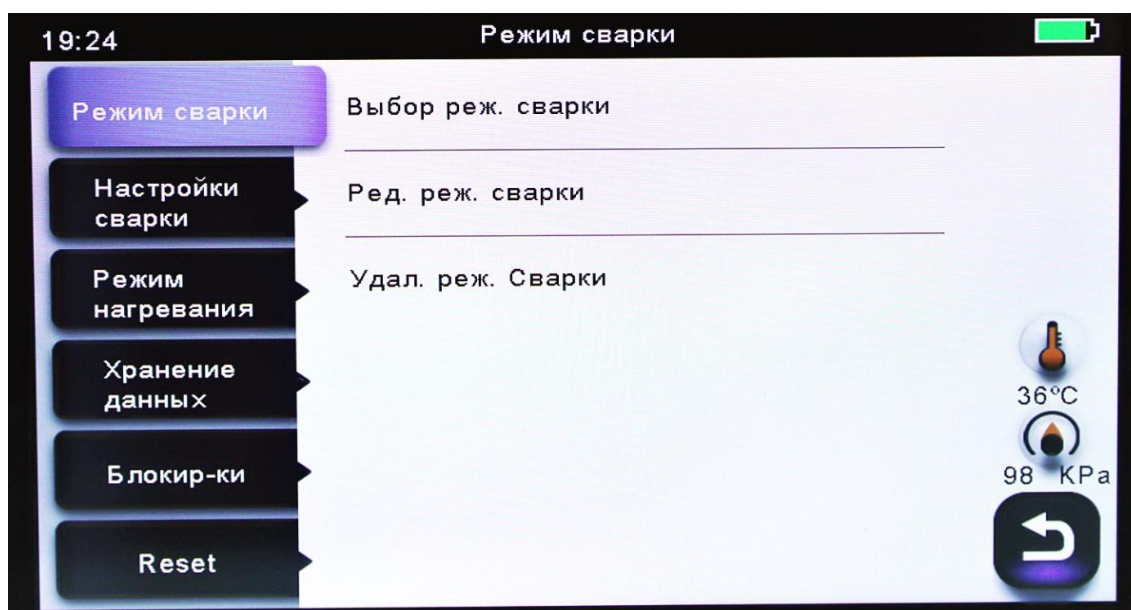 19:24
Режим сварки
Режим сварки
Настройки
сварки
Режим
нагревания
Хранение
данных
Блокир-ки
Reset
Выбор реж. сварки
Ред. реж. сварки
Удал. реж. Сварки
36°C
98 KPa